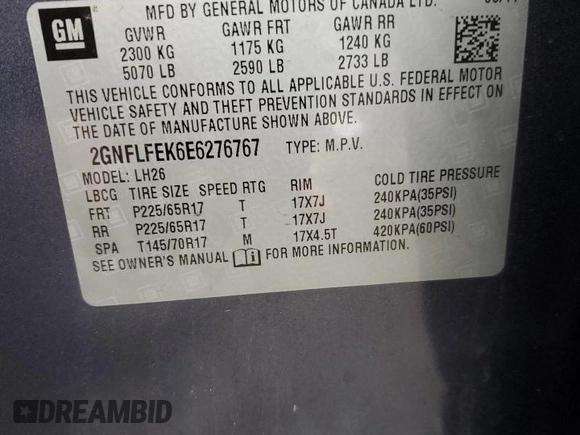 MFD BY GENERAL MOTORS OF CANADA LTD.
GM
GVWR GAWR FRT GAWR RR
2300 KG 1175 KG 1240 KG
5070 LB 2590 LB 2733 LB
THIS VEHICLE CONFORMS TO ALL APPLICABLE U.S. FEDERAL MOTOR
VEHICLE SAFETY AND THEFT PREVENTION STANDARDS IN EFFECT ON
THE DATE OF MANUFACTURE SHOWN ABOVE.
2GNFLFEK6E6276767 TYPE: M.P.V.
MODEL: LH26
LBCG TIRE SIZE SPEED RTG RIM COLD TIRE PRESSURE
FRT P225/65R17 T 17X7J 240KPA(35PSI)
RR P225/65R17 T 17X7J 240KPA(35PSI)
SPA T145/70R17 M 17X4.5T 420KPA(60PSI)
SEE OWNER'S MANUAL FOR MORE INFORMATION.
DREAMBID